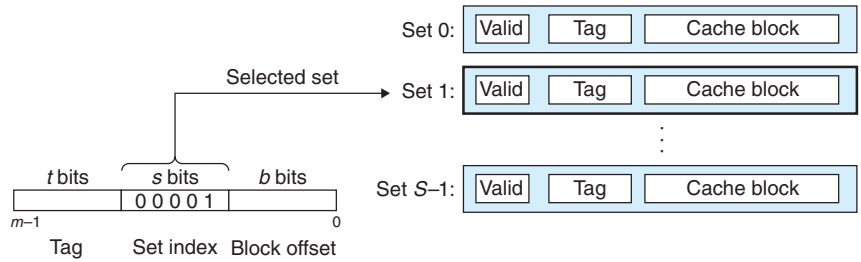 Set 0: Valid Tag Cache block
Selected set
Set 1: Valid Tag Cache block
. . .
t bits s bits b bits
Set S–1: Valid Tag Cache block
0 0 0 0 1
m–1 0
Tag Set index Block offset